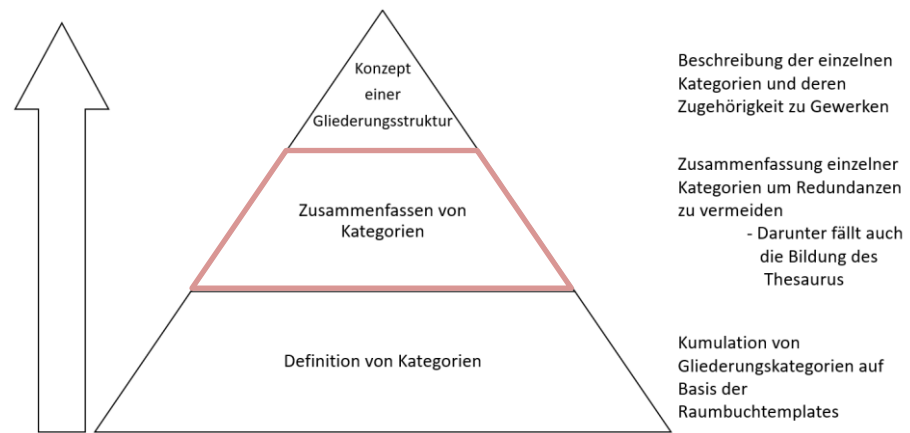 Konzept
einer
Gliederungsstruktur
Beschreibung der einzelnen
Kategorien und deren
Zugehörigkeit zu Gewerken
Zusammenfassen von
Kategorien
Zusammenfassung einzelner
Kategorien um Redundanzen
zu vermeiden
- Darunter fällt auch
die Bildung des
Thesaurus
Definition von Kategorien
Kumulation von
Gliederungskategorien auf
Basis der
Raumbuchtemplates